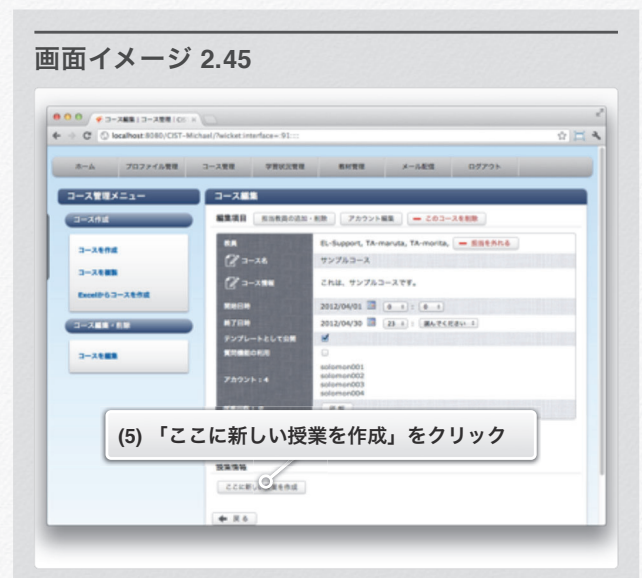 画面イメージ 2.45
コース編集 | コース管理 | CIS
localhost:8080/CIST-Michael/?wicket:interface=:91:::
ホーム プロファイル管理 コース管理 学習状況管理 教材管理 メール配信 ログアウト
コース管理メニュー
コース作成
コースを作成
コースを編集
Excelからコースを作成
コース編集・削除
コースを編集
コース編集
編集項目 担当教員の追加・削除 アカウント編集 このコースを削除
教員 EL-Support, TA-maruta, TA-morita, 担当を外れる
コース名 サンプルコース
コース情報 これは、サンプルコースです。
開始日時 2012/04/01 0 : 0
終了日時 2012/04/30 23 : 選んでください
テンプレートとして公開
質問機能の利用
アカウント : 4
solomon001
solomon002
solomon003
solomon004
(5) 「ここに新しい授業を作成」をクリック
授業情報
ここに新し
を作成
戻る